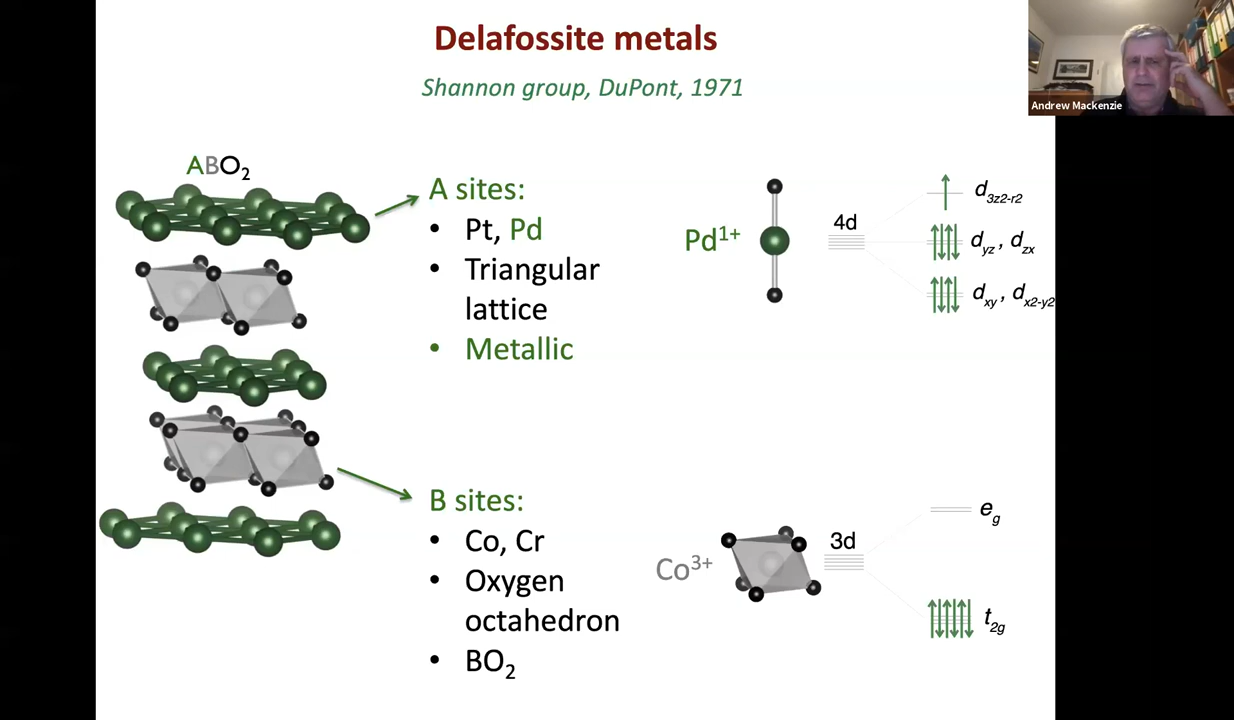 Delafossite metals
Shannon group, DuPont, 1971
Andrew Mackenzie
ABO2
A sites:
• Pt, Pd
• Triangular
lattice
• Metallic
Pd1+
4d
d3z2-r2
dyz, dzx
dxy, dx2-y2
B sites:
• Co, Cr
• Oxygen
octahedron
• BO2
Co3+
3d
eg
t2g